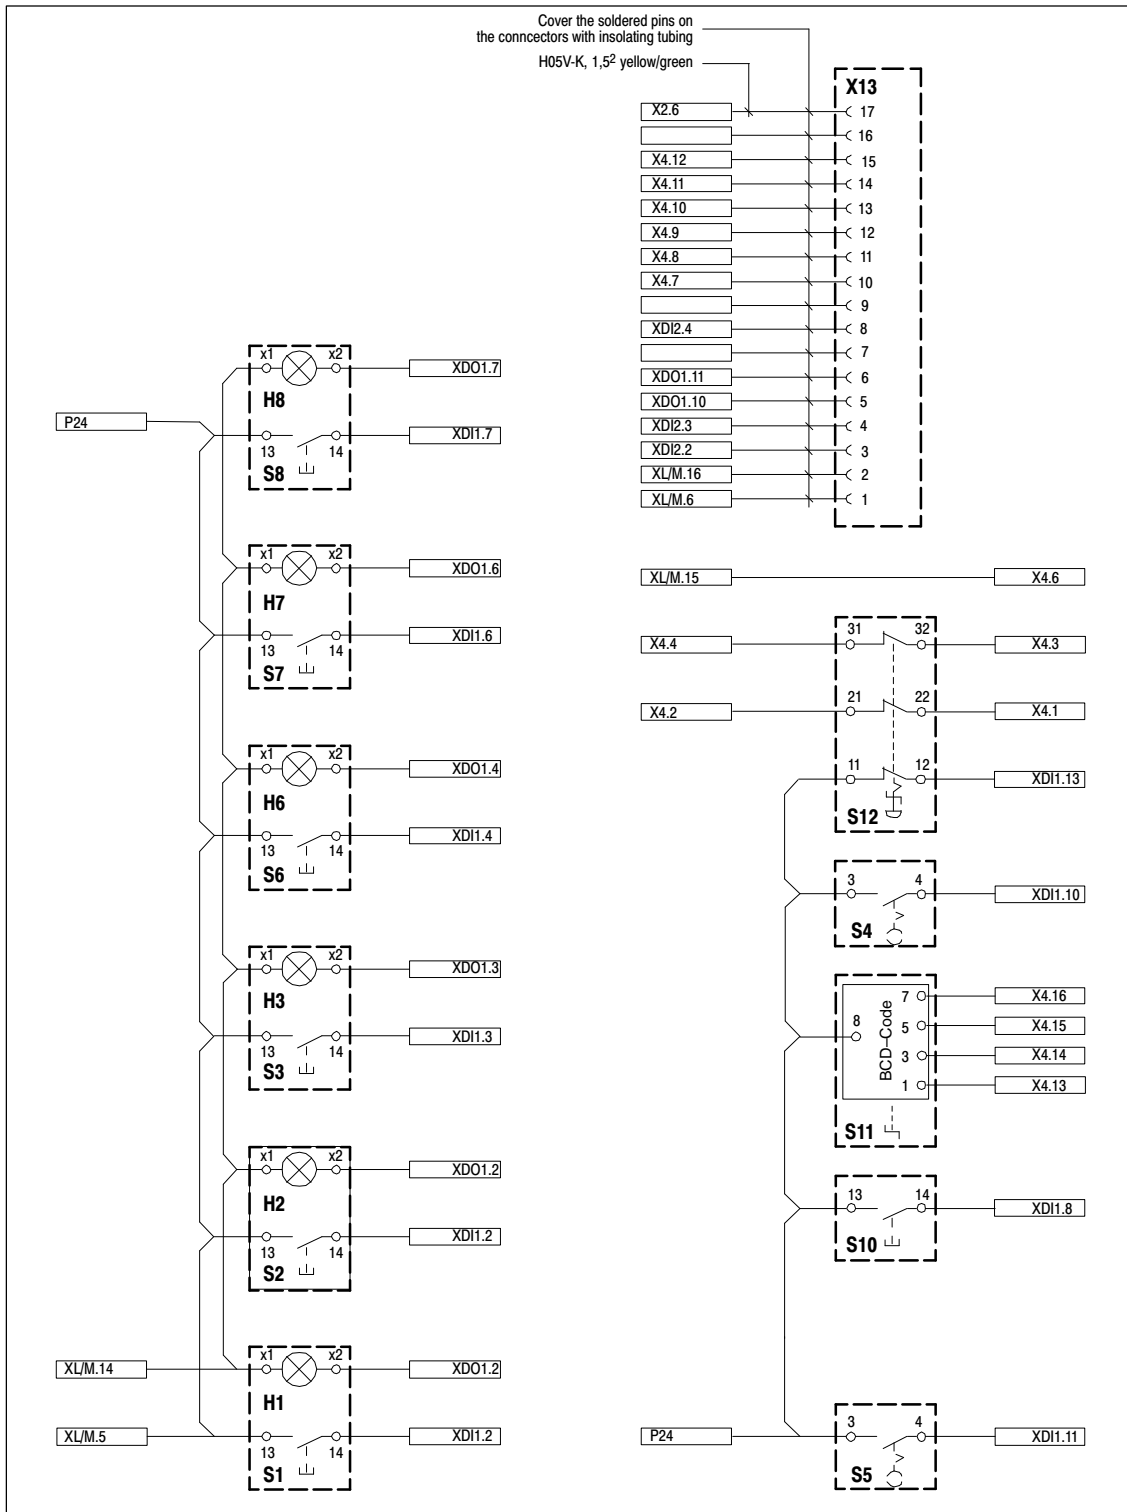 Cover the soldered pins on
the conncectors with insolating tubing
H05V-K, 1,5² yellow/green
X13
X2.6 17
16
X4.12 15
X4.11 14
X4.10 13
X4.9 12
X4.8 11
X4.7 10
9
XDI2.4 8
7
XDO1.11 6
XDO1.10 5
XDI2.3 4
XDI2.2 3
XL/M.16 2
XL/M.6 1
x1 x2 XDO1.7
H8
P24
13 14 XDI1.7
S8
x1 x2 XDO1.6
H7
13 14 XDI1.6
S7
x1 x2 XDO1.4
H6
13 14 XDI1.4
S6
x1 x2 XDO1.3
H3
13 14 XDI1.3
S3
x1 x2 XDO1.2
H2
13 14 XDI1.2
S2
XL/M.14 x1 x2 XDO1.2
H1
XL/M.5 13 14 XDI1.2
S1
XL/M.15 X4.6
X4.4 31 32 X4.3
X4.2 21 22 X4.1
11 12 XDI1.13
S12
3 4 XDI1.10
S4
8 BCD-Code 7 X4.16
5 X4.15
3 X4.14
1 X4.13
S11
13 14 XDI1.8
S10
P24 3 4 XDI1.11
S5